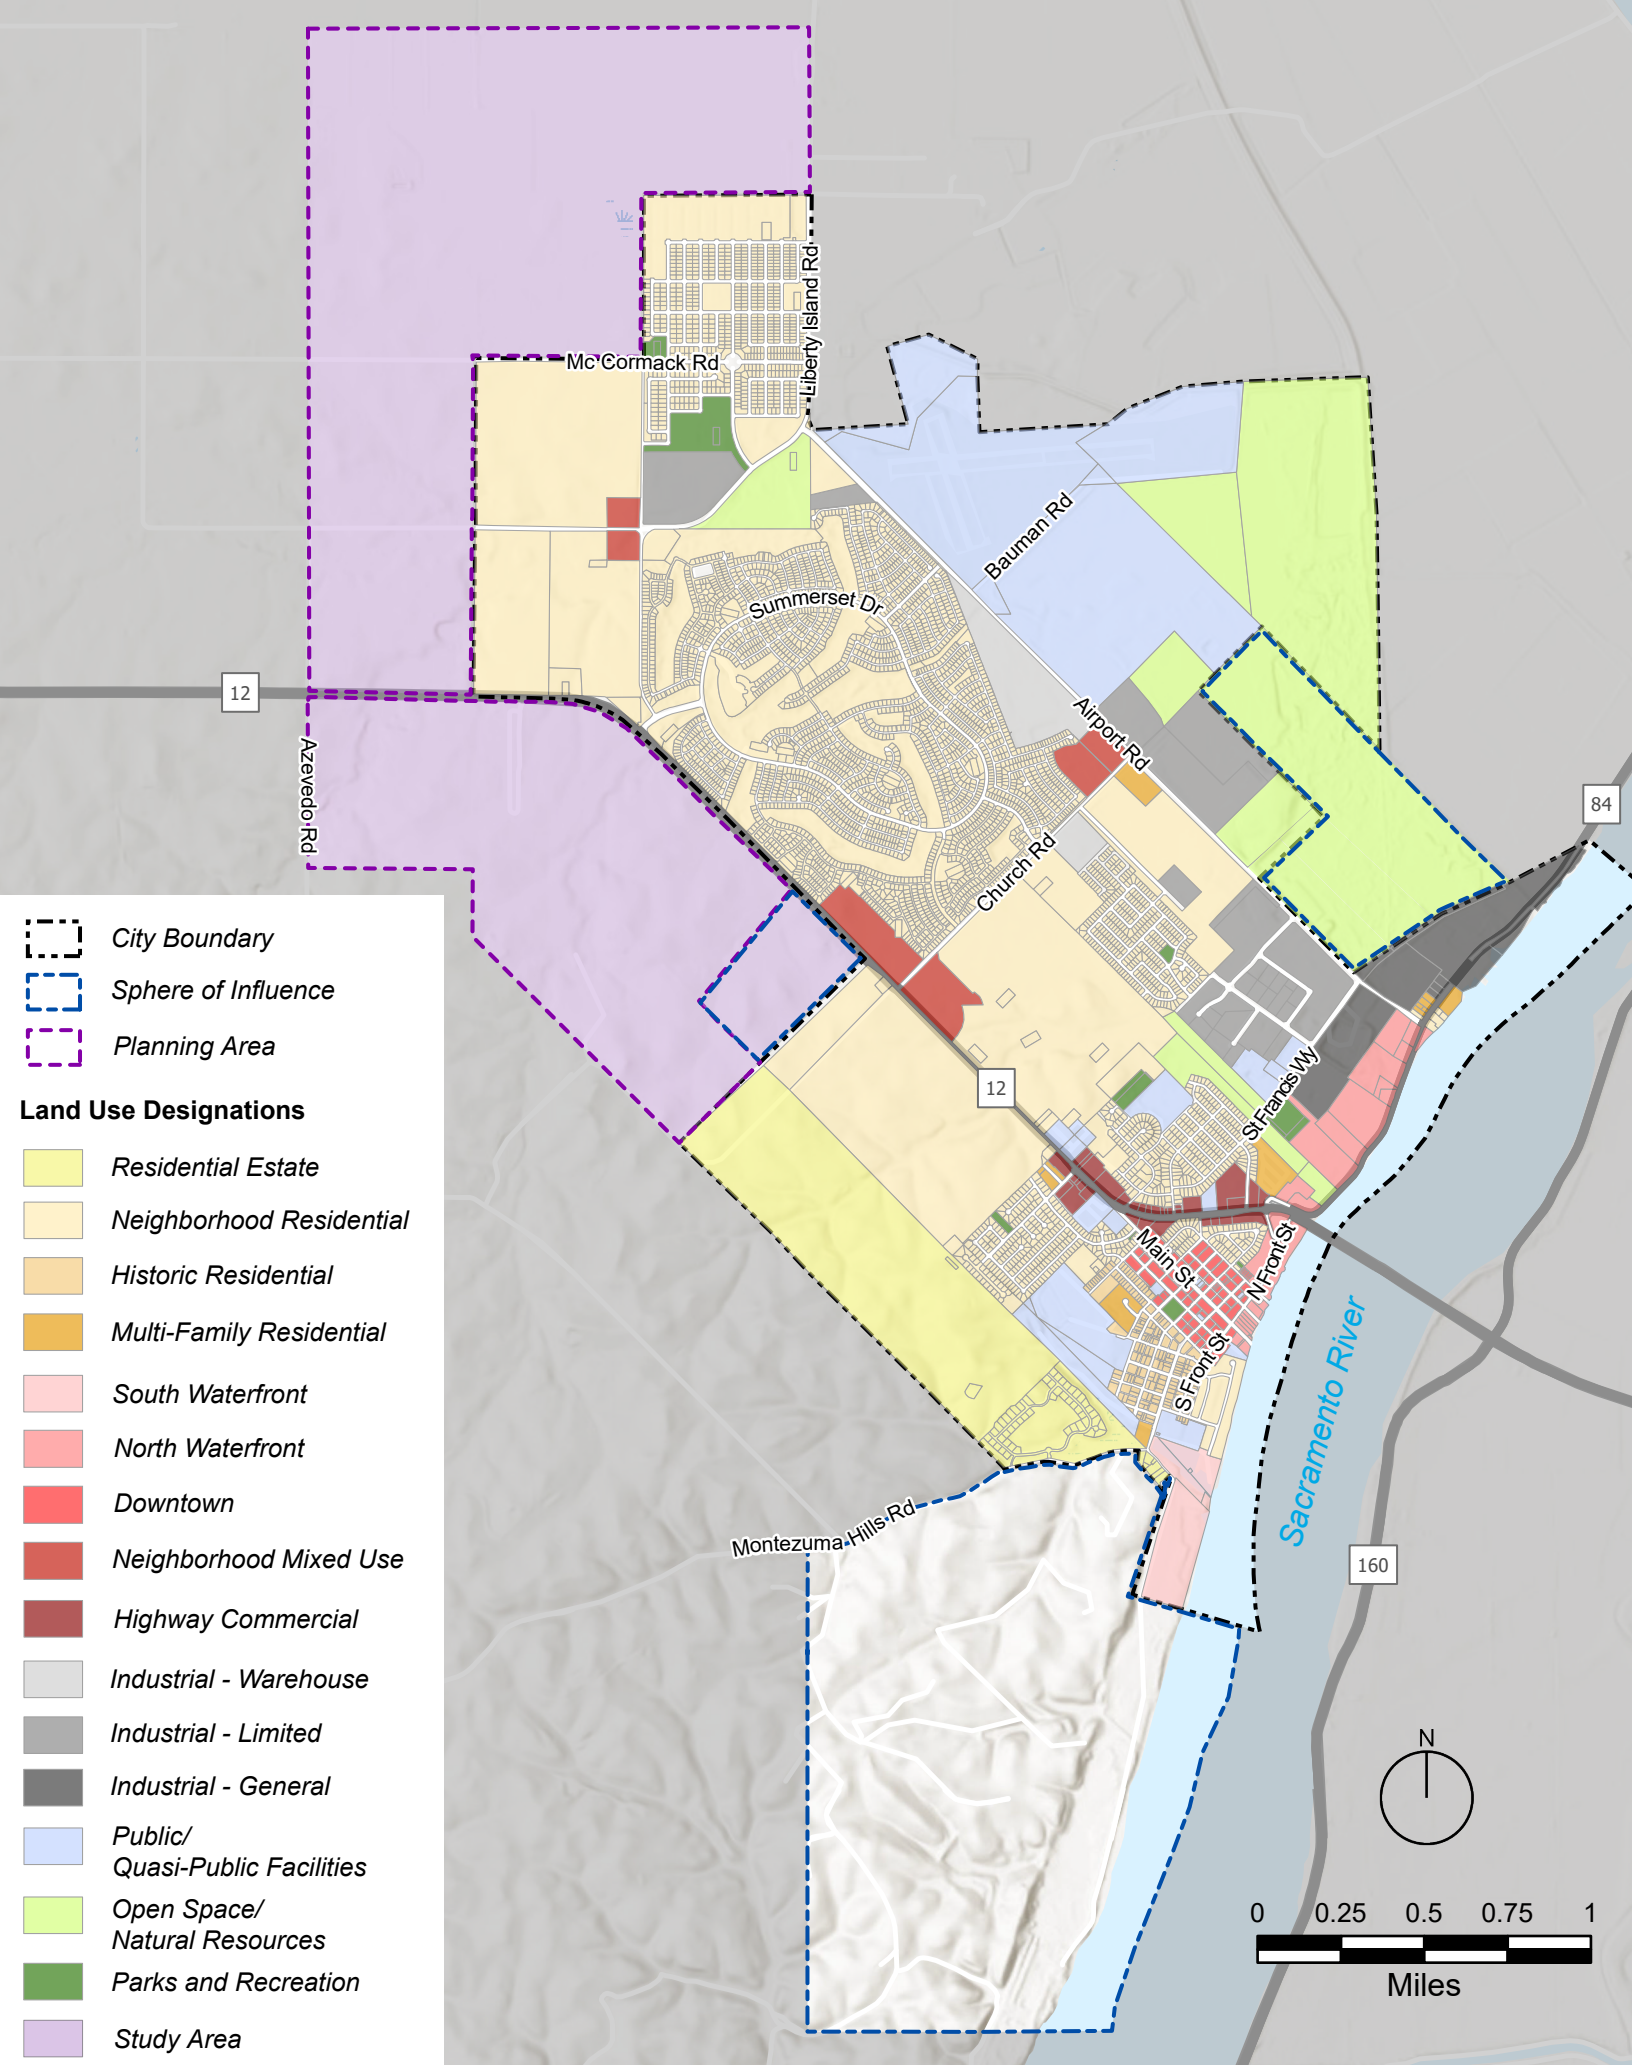 Mc Cormack Rd
Liberty Island Rd
Bauman Rd
Summerset Dr
12
Airport Rd
Azevedo Rd
84
Church Rd
12
St Francis Wy
Main St
N Front St
S Front St
Sacramento River
Montezuma Hills Rd
160
City Boundary
Sphere of Influence
Planning Area
Land Use Designations
Residential Estate
Neighborhood Residential
Historic Residential
Multi-Family Residential
South Waterfront
North Waterfront
Downtown
Neighborhood Mixed Use
Highway Commercial
Industrial - Warehouse
Industrial - Limited
Industrial - General
Public/
Quasi-Public Facilities
Open Space/
Natural Resources
Parks and Recreation
Study Area
N
0 0.25 0.5 0.75 1
Miles